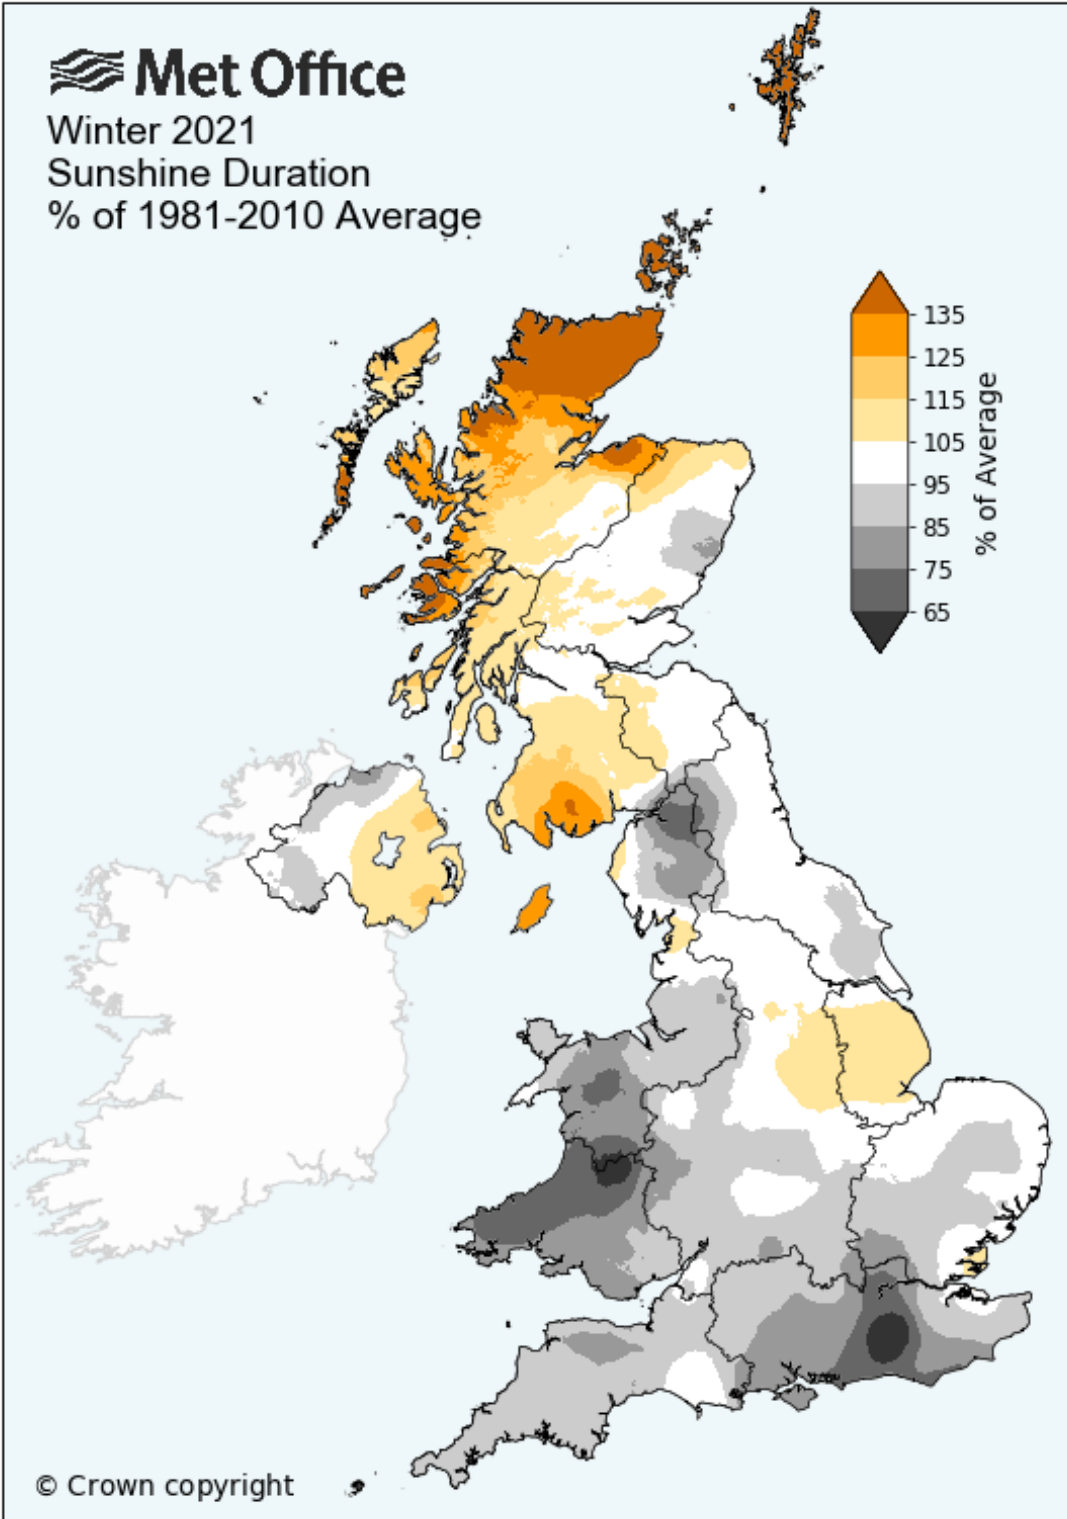 Met Office
Winter 2021
Sunshine Duration
% of 1981-2010 Average
135
125
115
105
95
85
75
65
% of Average
© Crown copyright